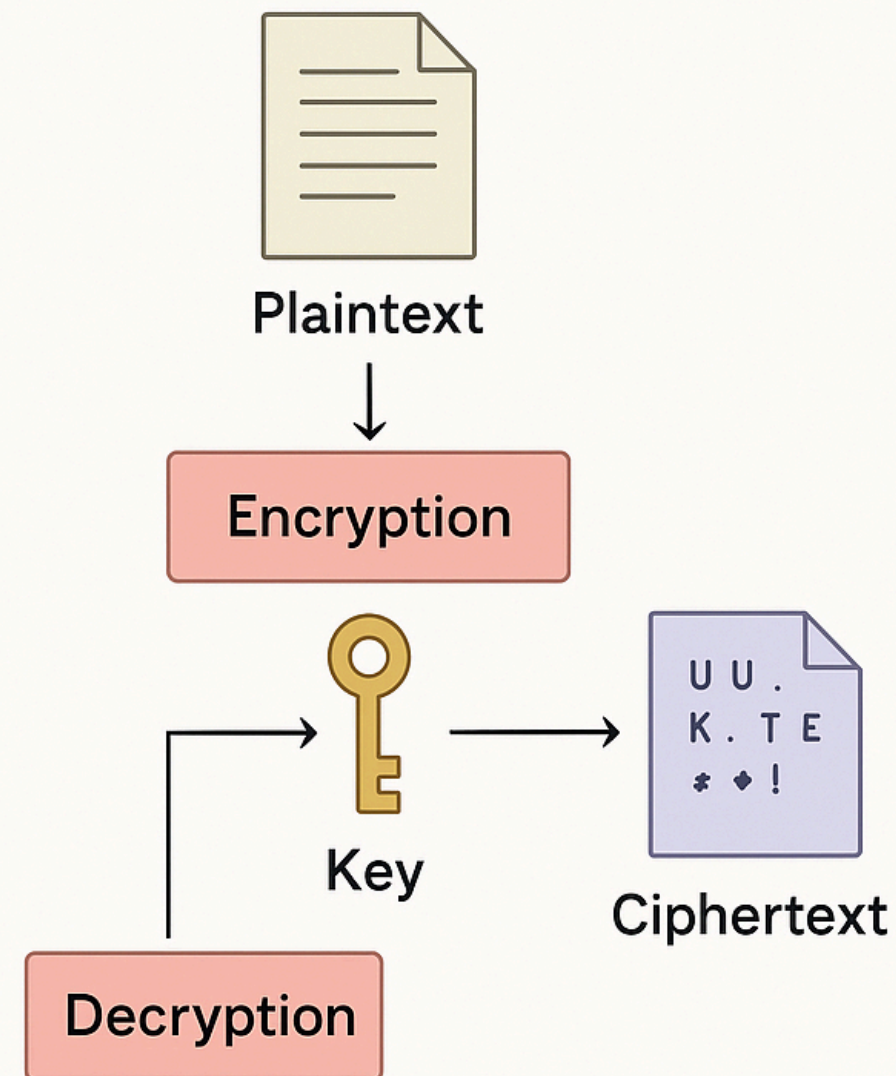 Plaintext
Encryption
U U .
K . T E
Key
Ciphertext
Decryption